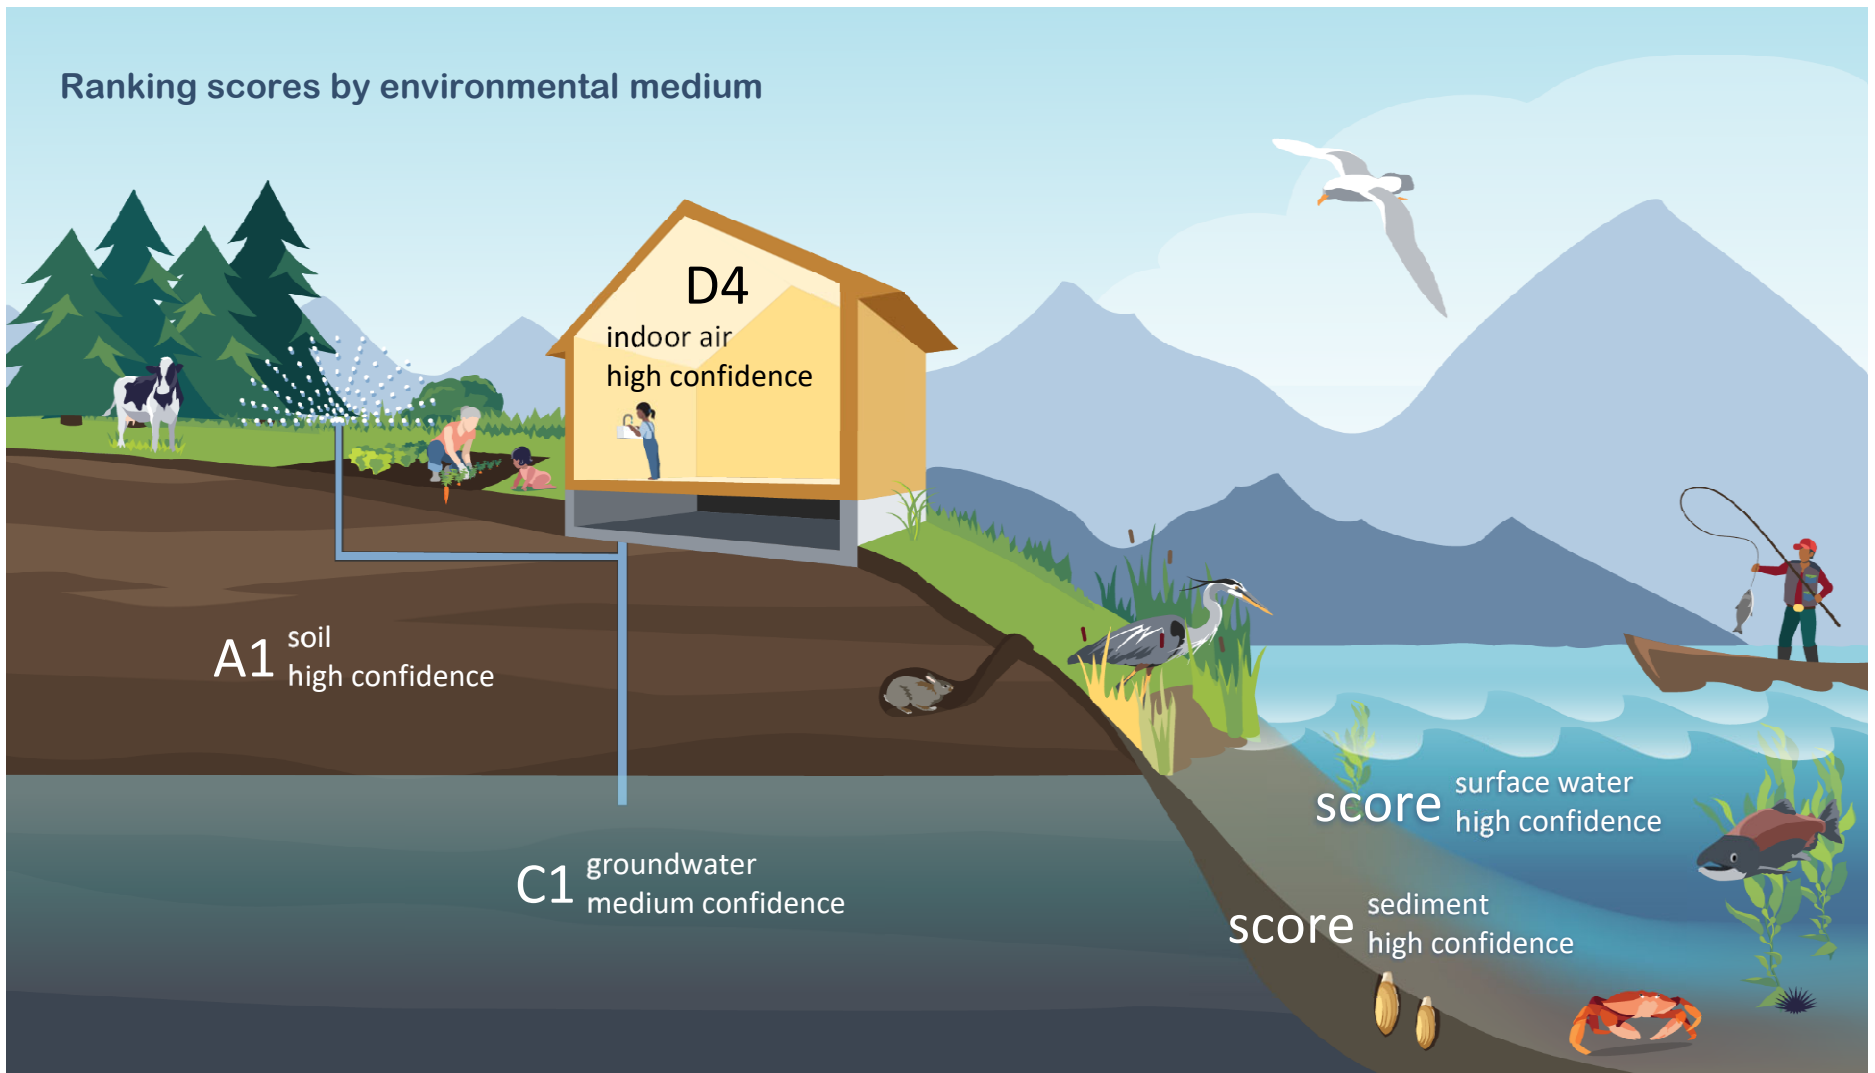 Ranking scores by environmental medium
D4
indoor air
high confidence
A1
soil
high confidence
C1
groundwater
medium confidence
score
surface water
high confidence
score
sediment
high confidence